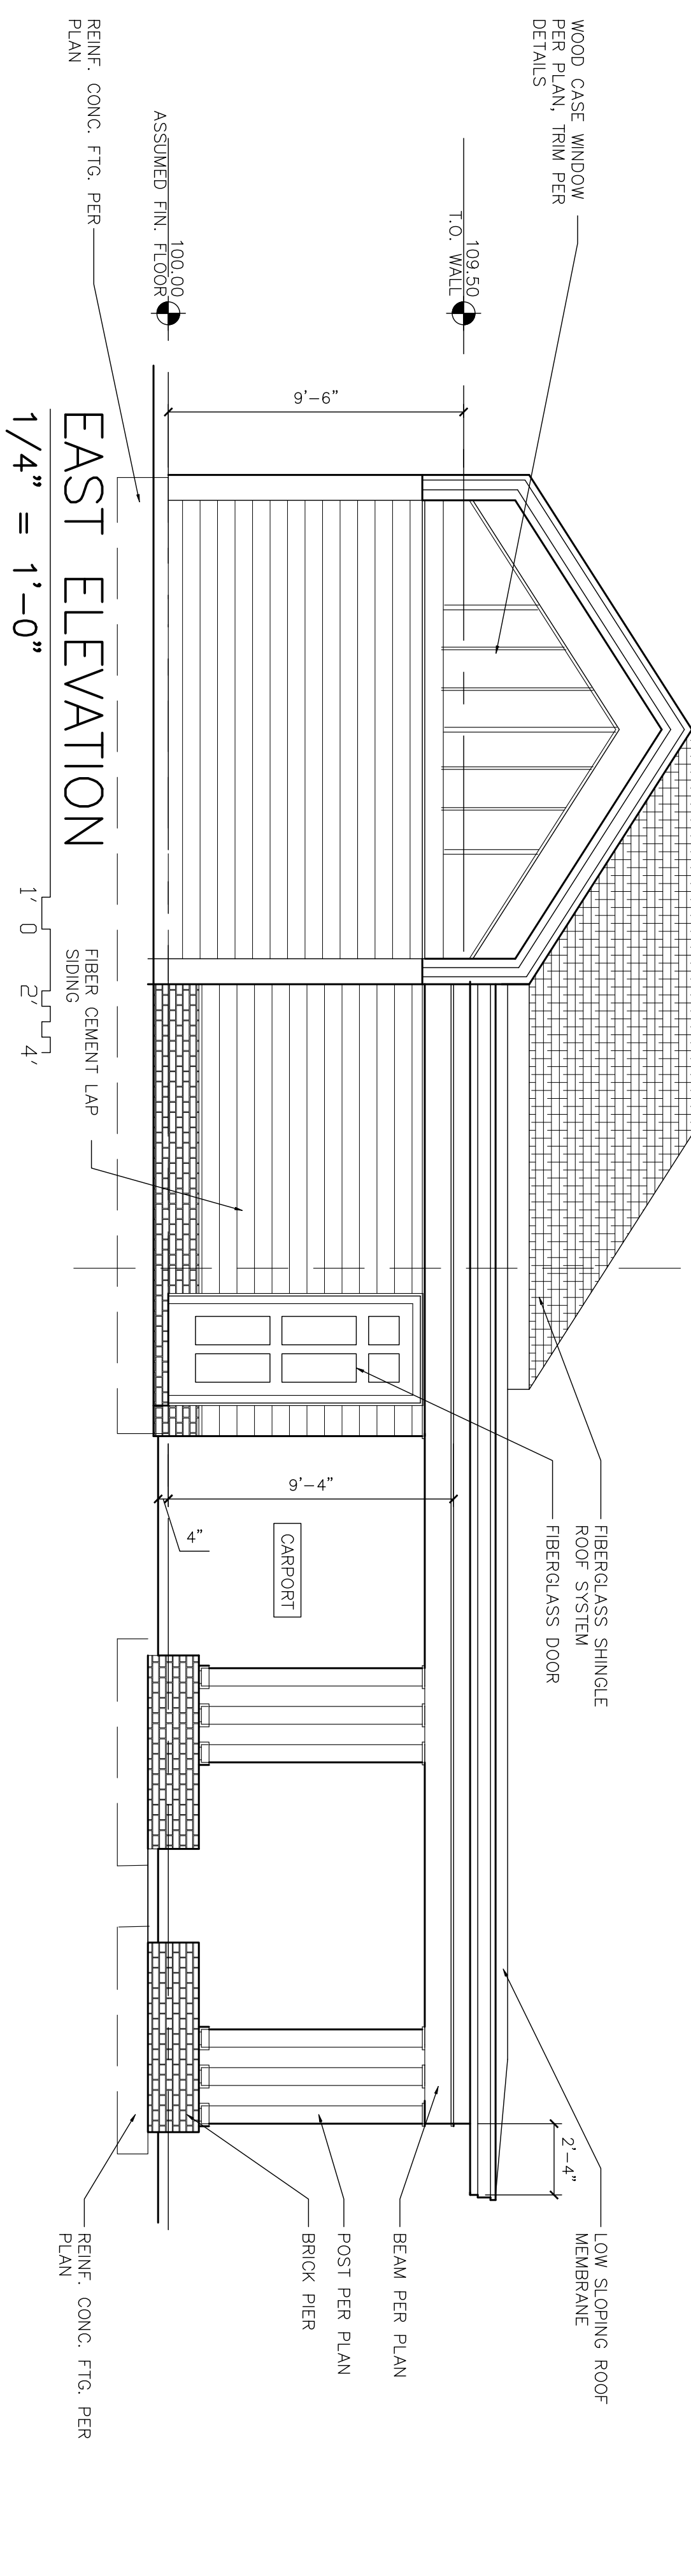 WOOD CASE WINDOW
PER PLAN, TRIM PER
DETAILS
109.50
T.O. WALL
100.00
ASSUMED FIN. FLOOR
REINF. CONC. FTG. PER
PLAN
9'-6"
FIBERGLASS SHINGLE
ROOF SYSTEM
FIBERGLASS DOOR
9'-4"
4"
CARPORT
2'-4"
LOW SLOPING ROOF
MEMBRANE
BEAM PER PLAN
POST PER PLAN
BRICK PIER
REINF. CONC. FTG. PER
PLAN
FIBER CEMENT LAP
SIDING
EAST ELEVATION
1/4" = 1'-0"
1' 0 2' 4'